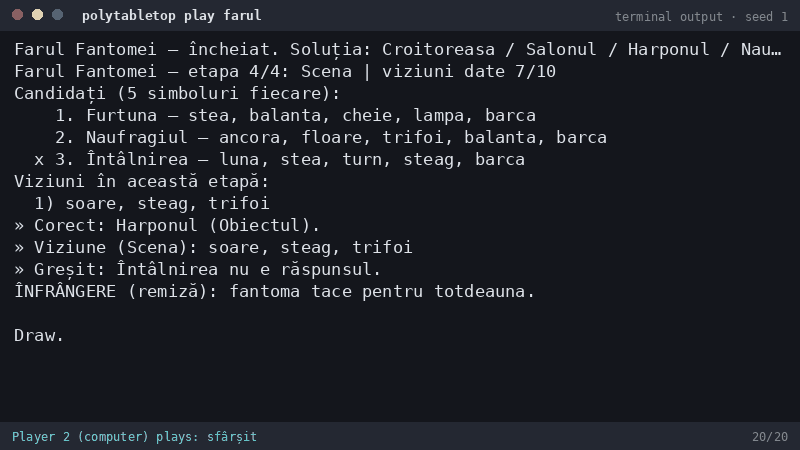 polytabletop play farul
terminal output · seed 1
Farul Fantomei — încheiat. Soluția: Croitoreasa / Salonul / Harponul / Nau…
Farul Fantomei — etapa 4/4: Scena | viziuni date 7/10
Candidați (5 simboluri fiecare):
1. Furtuna — stea, balanta, cheie, lampa, barca
2. Naufragiul — ancora, floare, trifoi, balanta, barca
x 3. Întâlnirea — luna, stea, turn, steag, barca
Viziuni în această etapă:
1) soare, steag, trifoi
» Corect: Harponul (Obiectul).
» Viziune (Scena): soare, steag, trifoi
» Greșit: Întâlnirea nu e răspunsul.
ÎNFRÂNGERE (remiză): fantoma tace pentru totdeauna.
Draw.
Player 2 (computer) plays: sfârșit
20/20